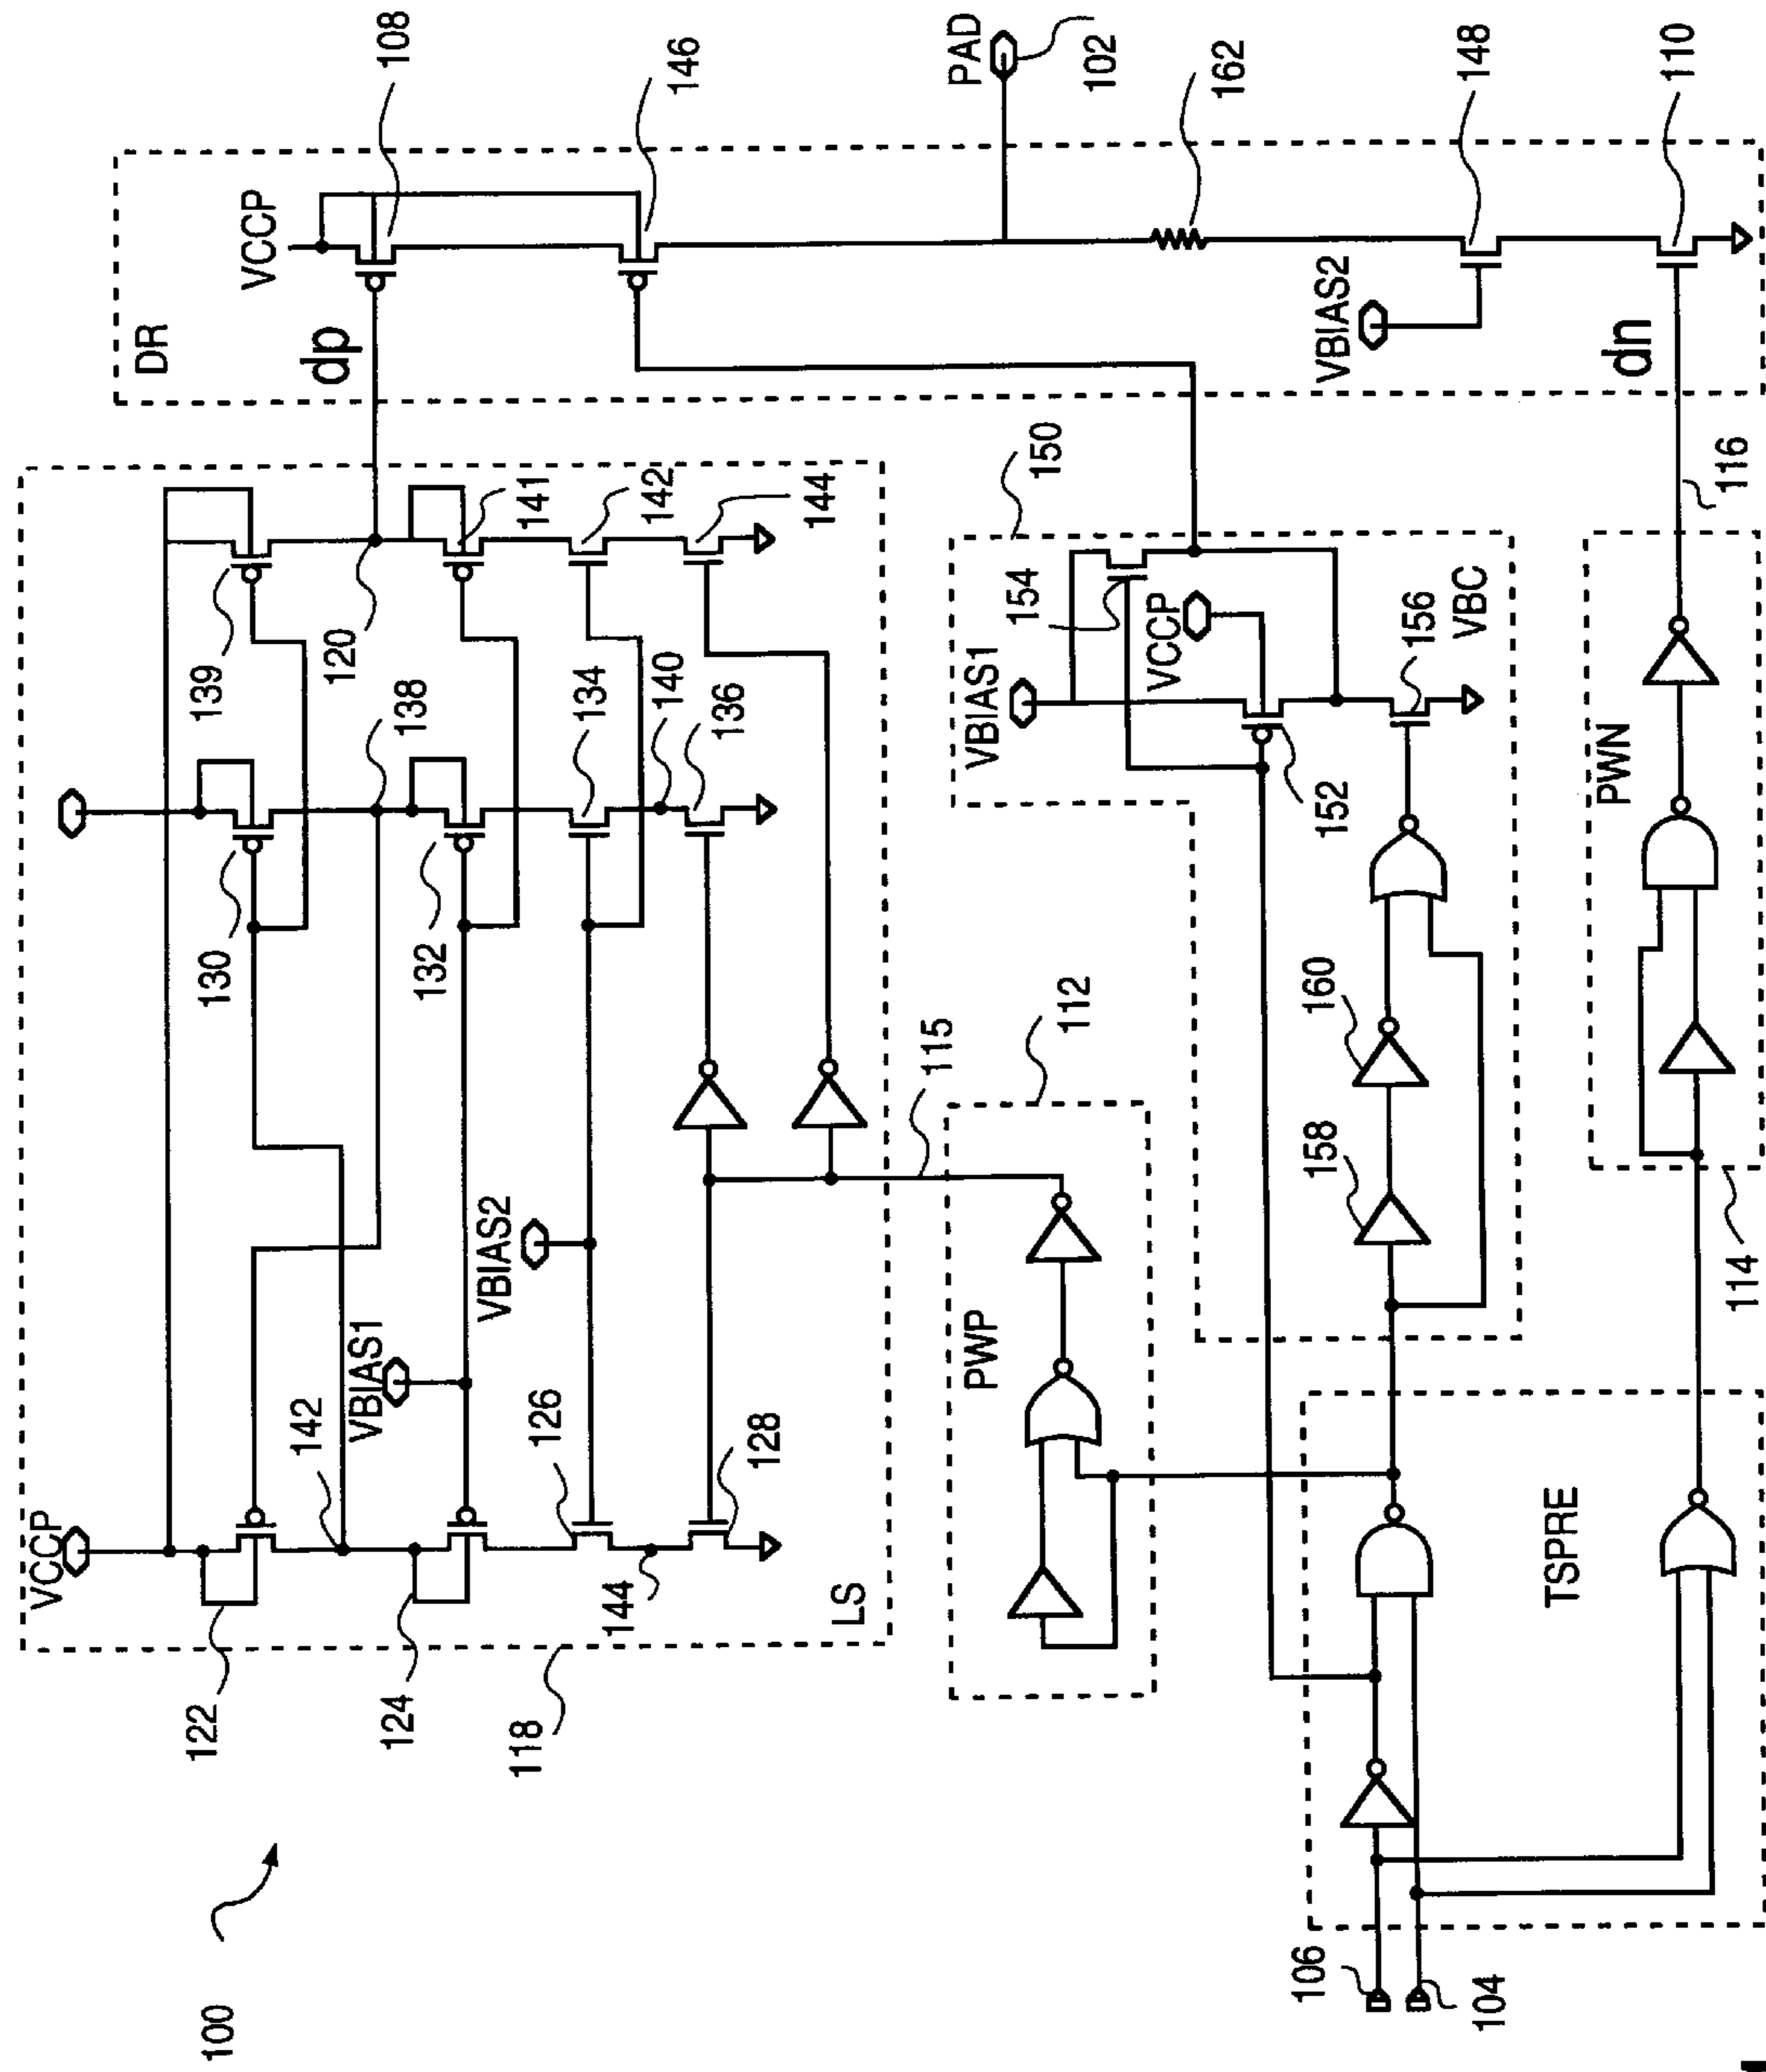 100
VCCP
122
142
VBIAS1
124
126
VBIAS2
144
128
118
LS
130
132
138
134
140
136
139
120
141
142
144
DR
VCCP
108
dp
146
PAD
102
162
VBIAS2
148
dn
110
115
112
PWP
150
VBIAS1
154
VCCP
152
156
VBC
158
160
PWN
116
114
TSPRE
106
104